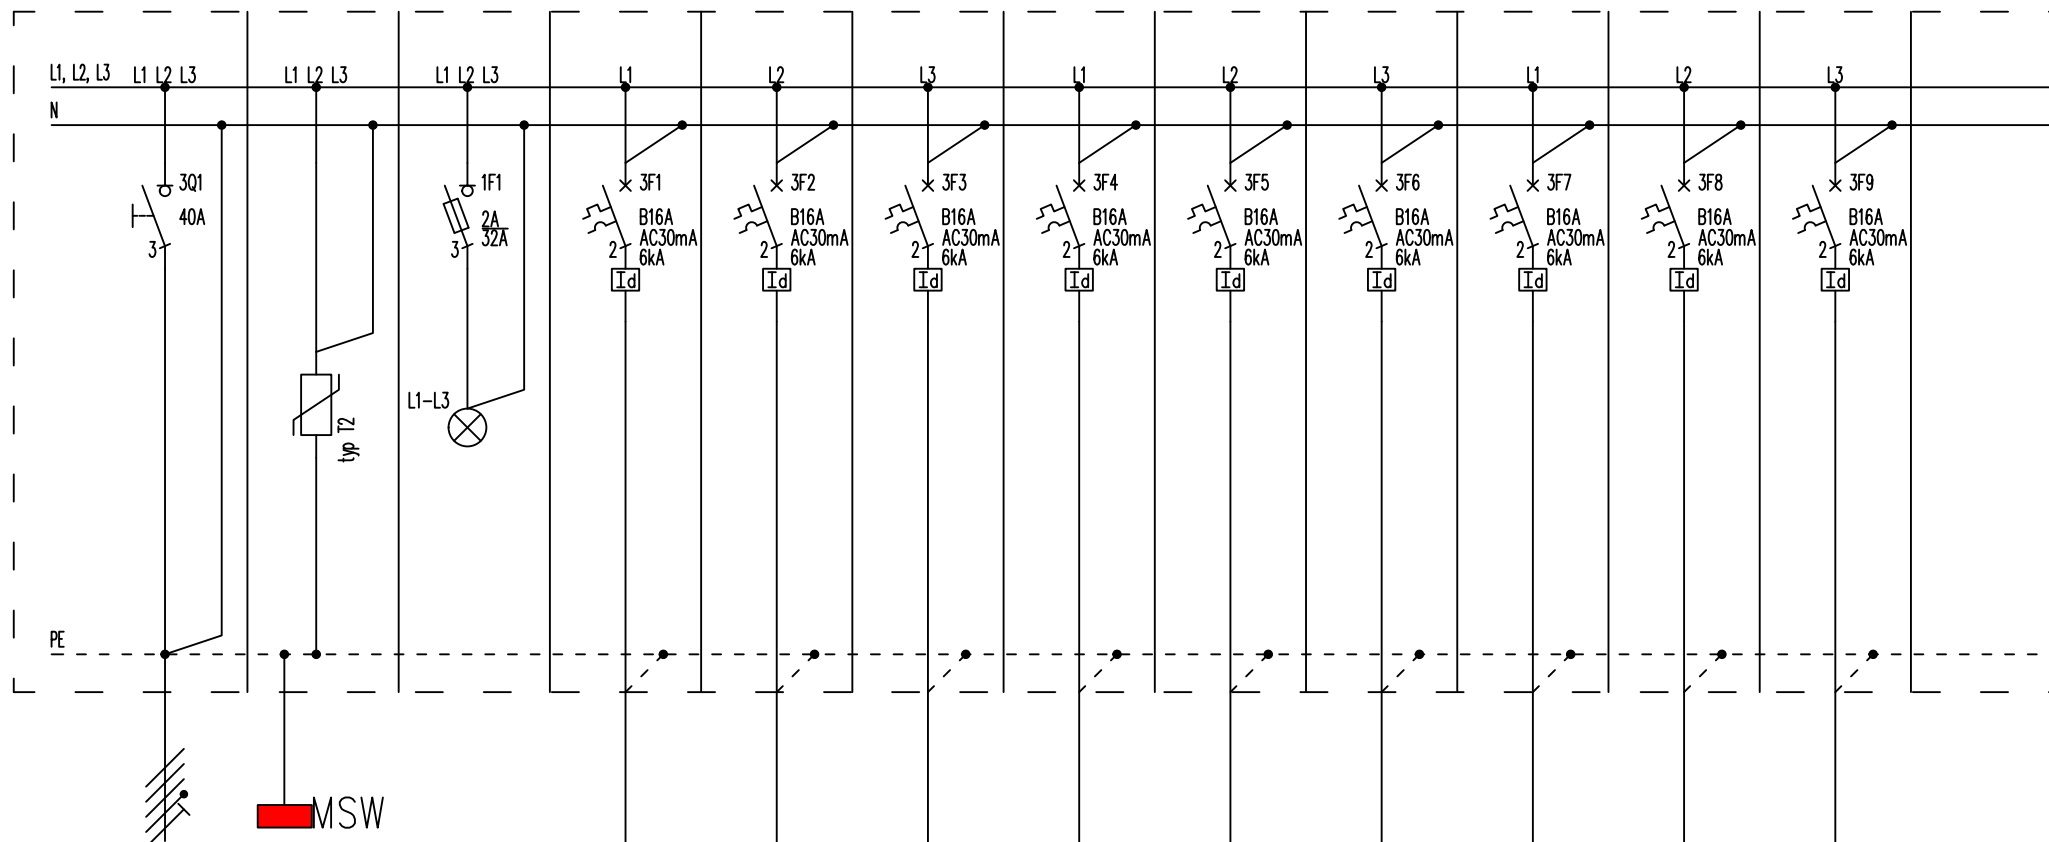 L1, L2, L3
L1 L2 L3
L1 L2 L3
L1 L2 L3
L1
L2
L3
L1
L2
L3
L1
L2
L3
N
3Q1
40A
3
1F1
2A
32A
3
3F1
B16A
AC30mA
6kA
2
Id
3F2
B16A
AC30mA
6kA
2
Id
3F3
B16A
AC30mA
6kA
2
Id
3F4
B16A
AC30mA
6kA
2
Id
3F5
B16A
AC30mA
6kA
2
Id
3F6
B16A
AC30mA
6kA
2
Id
3F7
B16A
AC30mA
6kA
2
Id
3F8
B16A
AC30mA
6kA
2
Id
3F9
B16A
AC30mA
6kA
2
Id
typ T2
L1-L3
PE
MSW